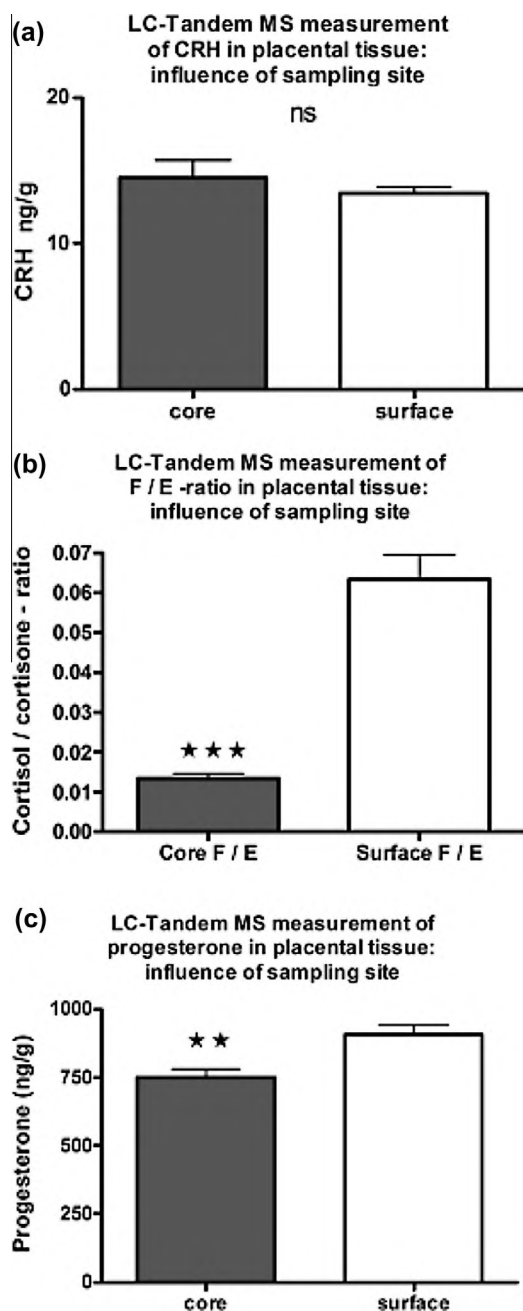 (a)
LC-Tandem MS measurement
of CRH in placental tissue:
influence of sampling site
20
ns
10
0
CRH ng/g
core surface
(b)
LC-Tandem MS measurement of
F / E -ratio in placental tissue:
influence of sampling site
0.07
0.06
0.05
0.04
0.03
0.02
0.01
0.00
Cortisol / cortisone - ratio
★★★
Core F / E Surface F / E
(c)
LC-Tandem MS measurement of
progesterone in placental tissue:
influence of sampling site
1000
750
500
250
0
Progesterone (ng/g)
★★
core surface